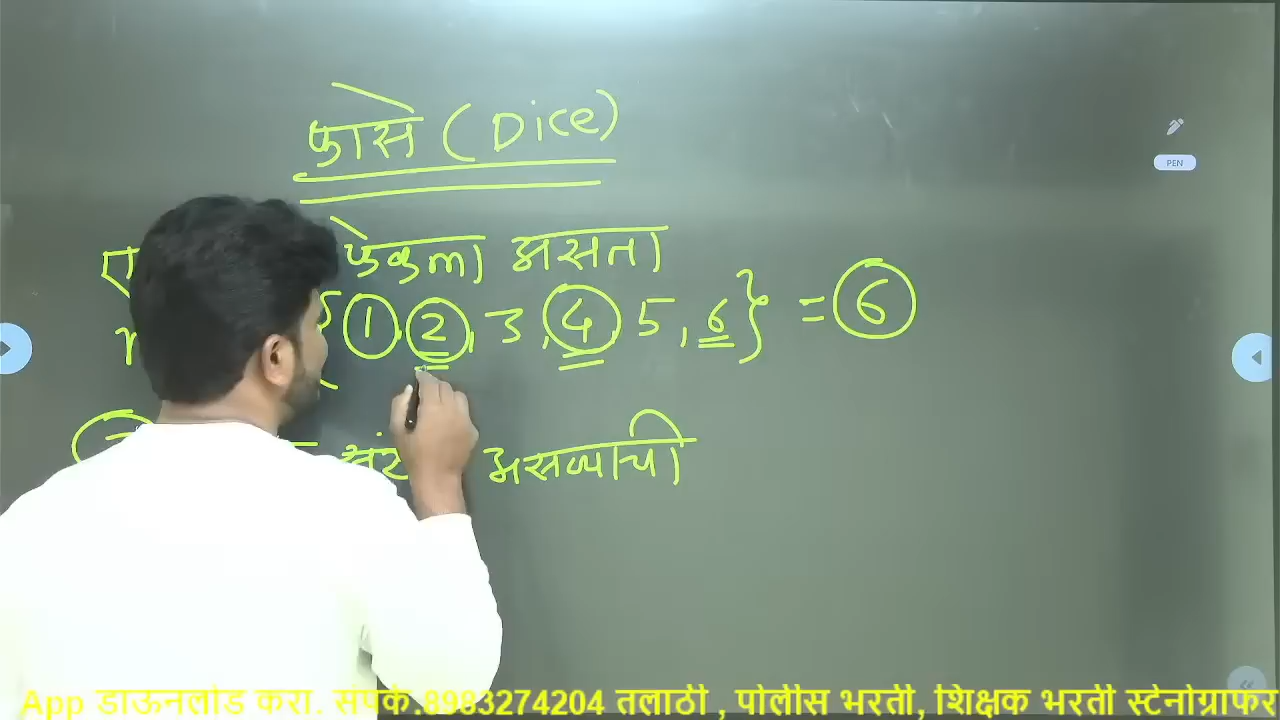 फासे (Dice)
PEN
फेकला असता
{1, 2, 3, 4, 5, 6} = 6
असण्याची
App डाऊनलोड करा. संपर्क.8983274204 तलाठी , पोलीस भरती, शिक्षक भरती स्टेनोग्राफर